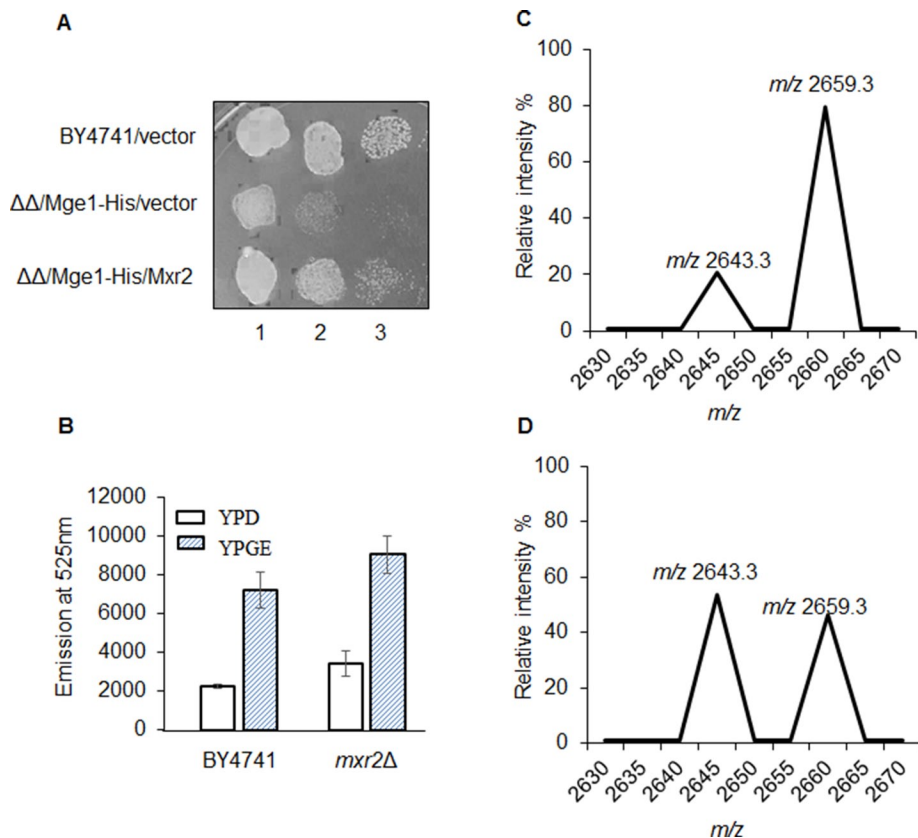 A
BY4741/vector
ΔΔ/Mge1-His/vector
ΔΔ/Mge1-His/Mxr2
1 2 3
B
Emission at 525nm
12000
10000
8000
6000
4000
2000
0
YPD
YPGE
BY4741 mxr2Δ
C
Relative intensity %
100
80
60
40
20
0
m/z 2659.3
m/z 2643.3
2630 2635 2640 2645 2650 2655 2660 2665 2670
m/z
D
Relative intensity %
100
80
60
40
20
0
m/z 2643.3
m/z 2659.3
2630 2635 2640 2645 2650 2655 2660 2665 2670
m/z